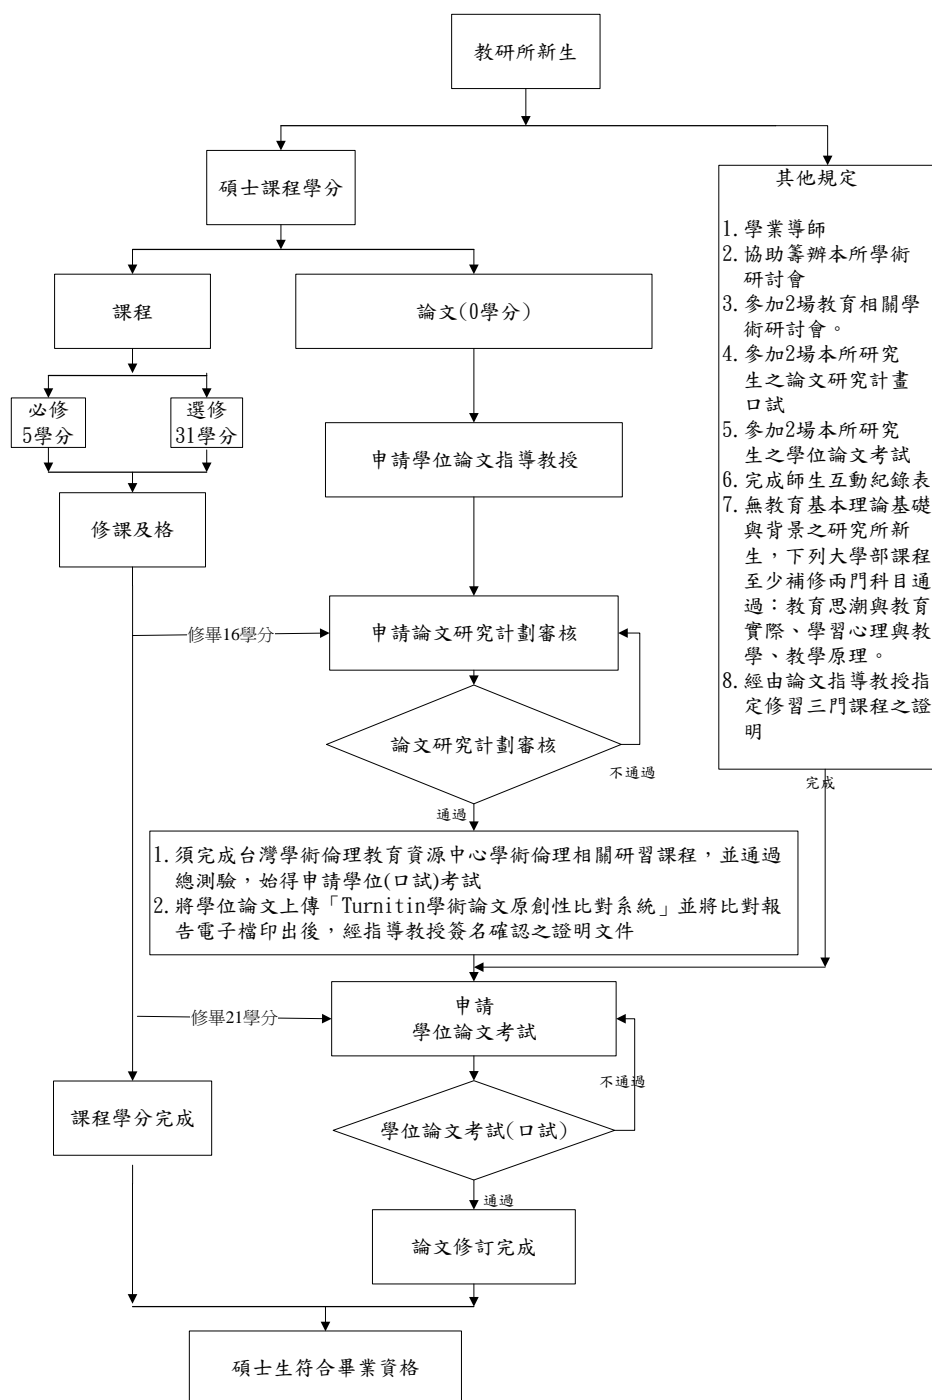 教研所新生
碩士課程學分
課程
論文(0學分)
必修
5學分
選修
31學分
申請學位論文指導教授
修課及格
修畢16學分
申請論文研究計劃審核
論文研究計劃審核
不通過
通過
其他規定
1.學業導師
2.協助籌辦本所學術
研討會
3.參加2場教育相關學
術研討會。
4.參加2場本所研究
生之論文研究計畫
口試
5.參加2場本所研究
生之學位論文考試
6.完成師生互動紀錄表
7.無教育基本理論基礎
與背景之研究所新
生，下列大學部課程
至少補修兩門科目通
過：教育思潮與教育
實際、學習心理與教
學、教學原理。
8.經由論文指導教授指
定修習三門課程之證
明
完成
1.須完成台灣學術倫理教育資源中心學術倫理相關研習課程，並通過
總測驗，始得申請學位(口試)考試
2.將學位論文上傳「Turnitin學術論文原創性比對系統」並將比對報
告電子檔印出後，經指導教授簽名確認之證明文件
修畢21學分
申請
學位論文考試
不通過
課程學分完成
學位論文考試(口試)
通過
論文修訂完成
碩士生符合畢業資格